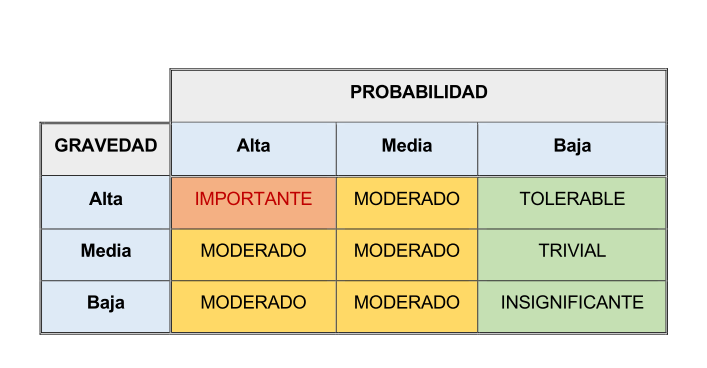 PROBABILIDAD
GRAVEDAD Alta Media Baja
Alta IMPORTANTE MODERADO TOLERABLE
Media MODERADO MODERADO TRIVIAL
Baja MODERADO MODERADO INSIGNIFICANTE